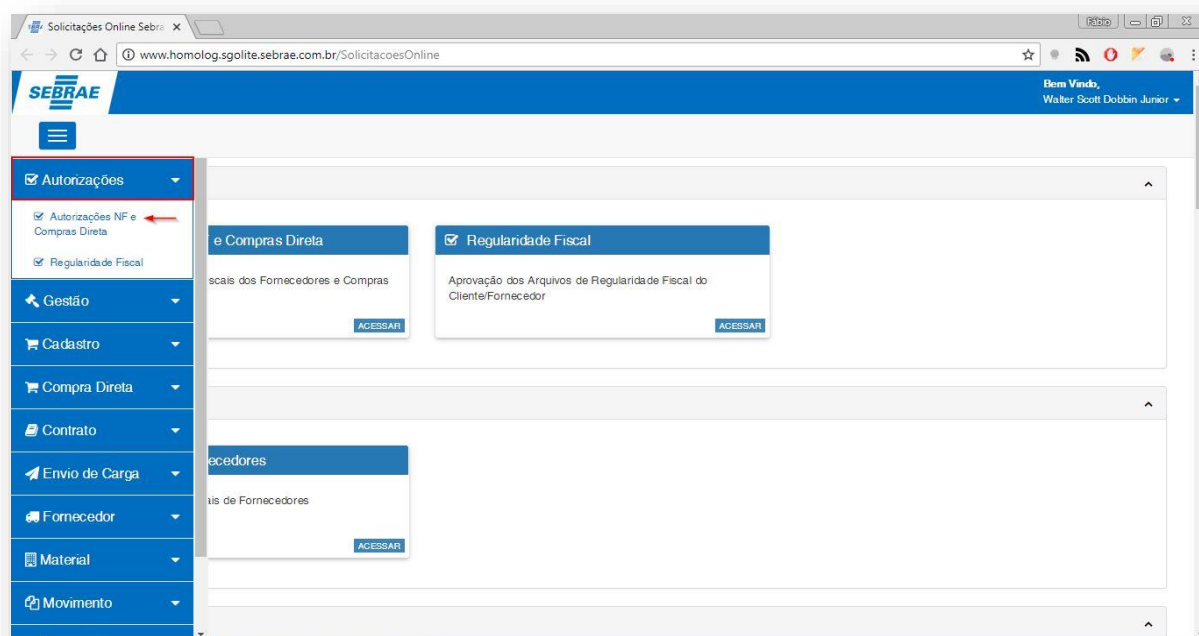 Solicitações Online Sebra
Fábio
www.homolog.sgolite.sebrae.com.br/SolicitacoesOnline
SEBRAE
Bem Vindo,
Walter Scott Dobbin Junior
Autorizações
Autorizações NF e
Compras Direta
Regularidade Fiscal
Gestão
Cadastro
Compra Direta
Contrato
Envio de Carga
Fornecedor
Material
Movimento
e Compras Direta
scais dos Fornecedores e Compras
ACESSAR
Regularidade Fiscal
Aprovação dos Arquivos de Regularidade Fiscal do
Cliente/Fornecedor
ACESSAR
ecedores
ais de Fornecedores
ACESSAR